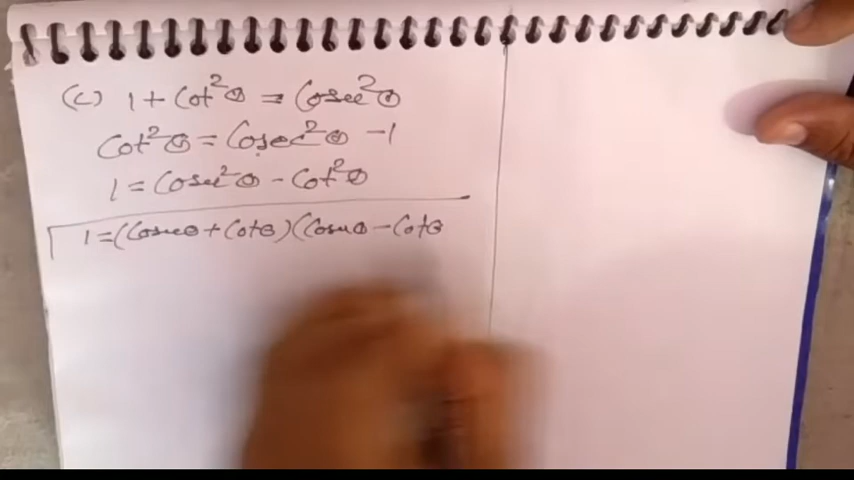 (C) 1 + Cot²θ = Cosec²θ
Cot²θ = Cosec²θ - 1
1 = Cosec²θ - Cot²θ
1 = (Cosecθ + Cotθ)(Cosecθ - Cotθ